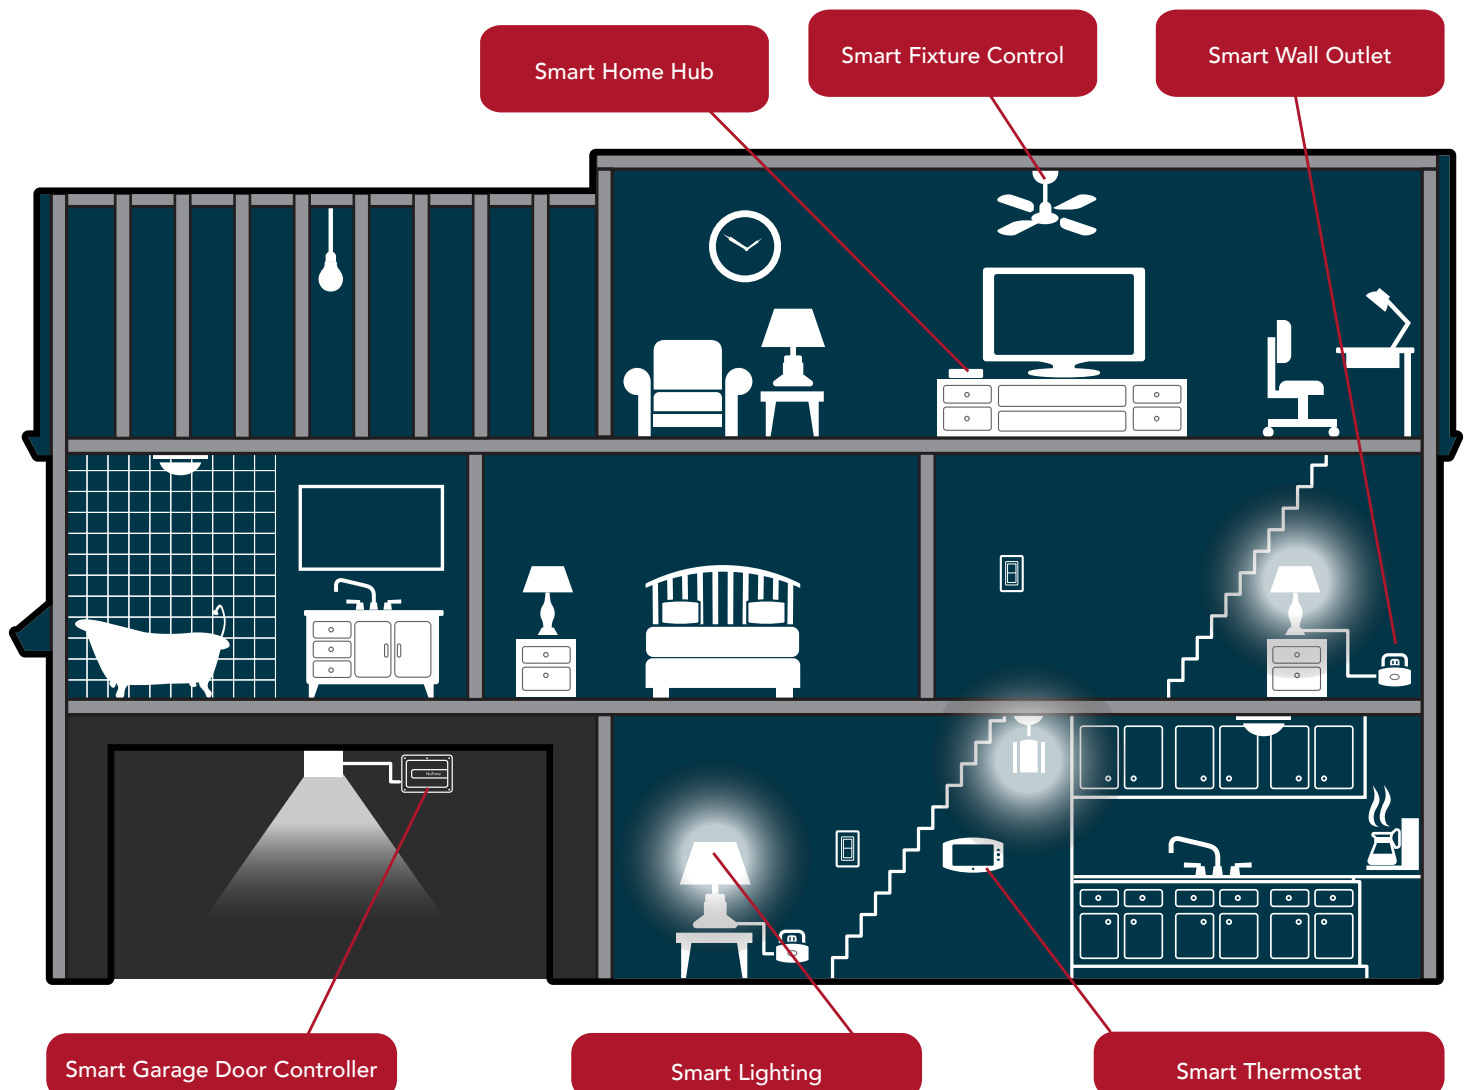 Smart Home Hub
Smart Fixture Control
Smart Wall Outlet
Smart Garage Door Controller
Smart Lighting
Smart Thermostat